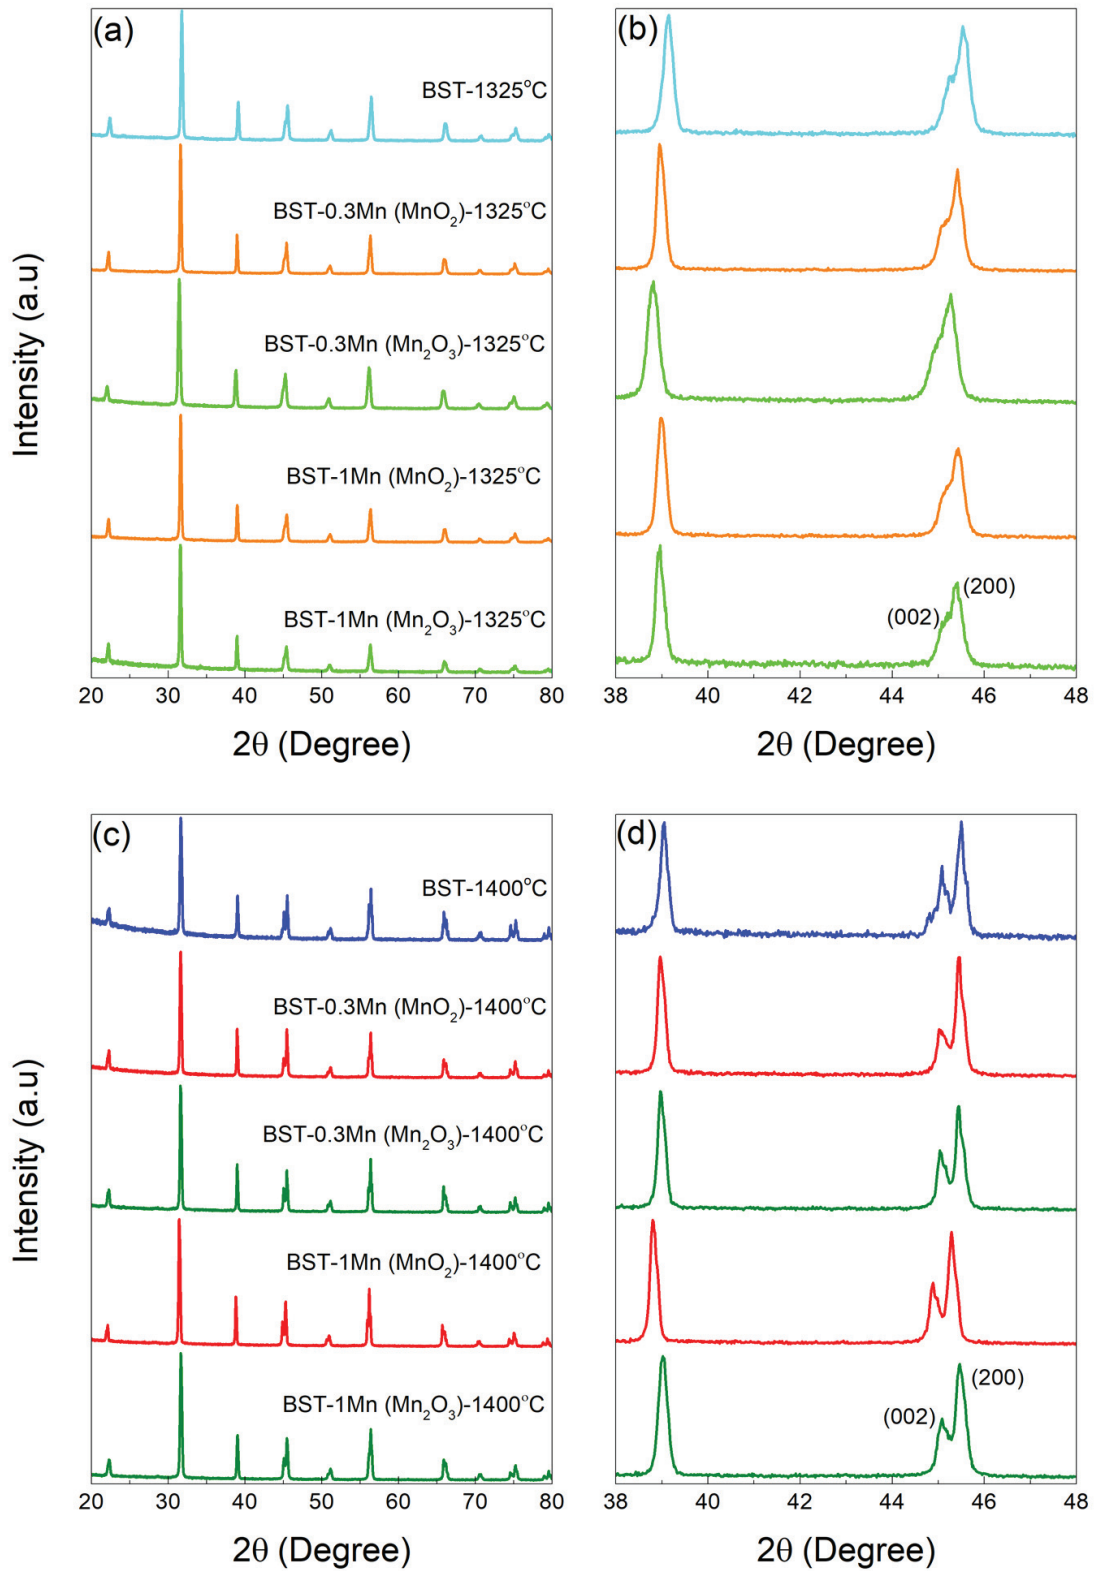 (a)
BST-1325°C
BST-0.3Mn (MnO₂)-1325°C
BST-0.3Mn (Mn₂O₃)-1325°C
BST-1Mn (MnO₂)-1325°C
BST-1Mn (Mn₂O₃)-1325°C
Intensity (a.u)
20 30 40 50 60 70 80
2θ (Degree)
(b)
(200)
(002)
38 40 42 44 46 48
2θ (Degree)
(c)
BST-1400°C
BST-0.3Mn (MnO₂)-1400°C
BST-0.3Mn (Mn₂O₃)-1400°C
BST-1Mn (MnO₂)-1400°C
BST-1Mn (Mn₂O₃)-1400°C
Intensity (a.u)
20 30 40 50 60 70 80
2θ (Degree)
(d)
(200)
(002)
38 40 42 44 46 48
2θ (Degree)